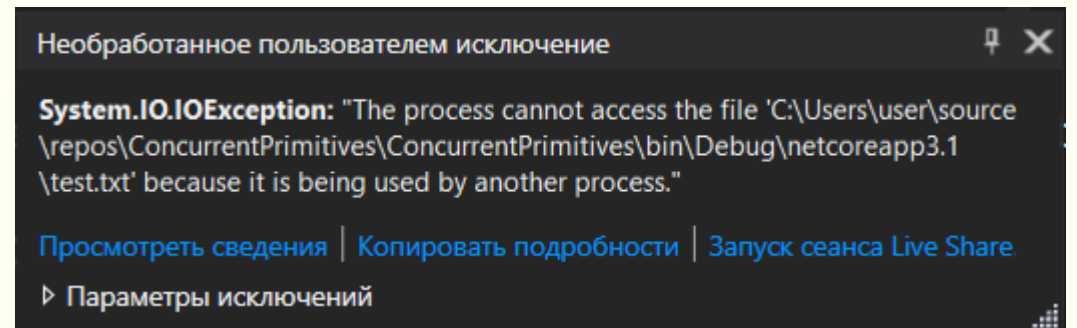 Необработанное пользователем исключение
System.IO.IOException: "The process cannot access the file 'C:\Users\user\source
\repos\ConcurrentPrimitives\ConcurrentPrimitives\bin\Debug\netcoreapp3.1
\test.txt' because it is being used by another process."
Просмотреть сведения | Копировать подробности | Запуск сеанса Live Share
Параметры исключений